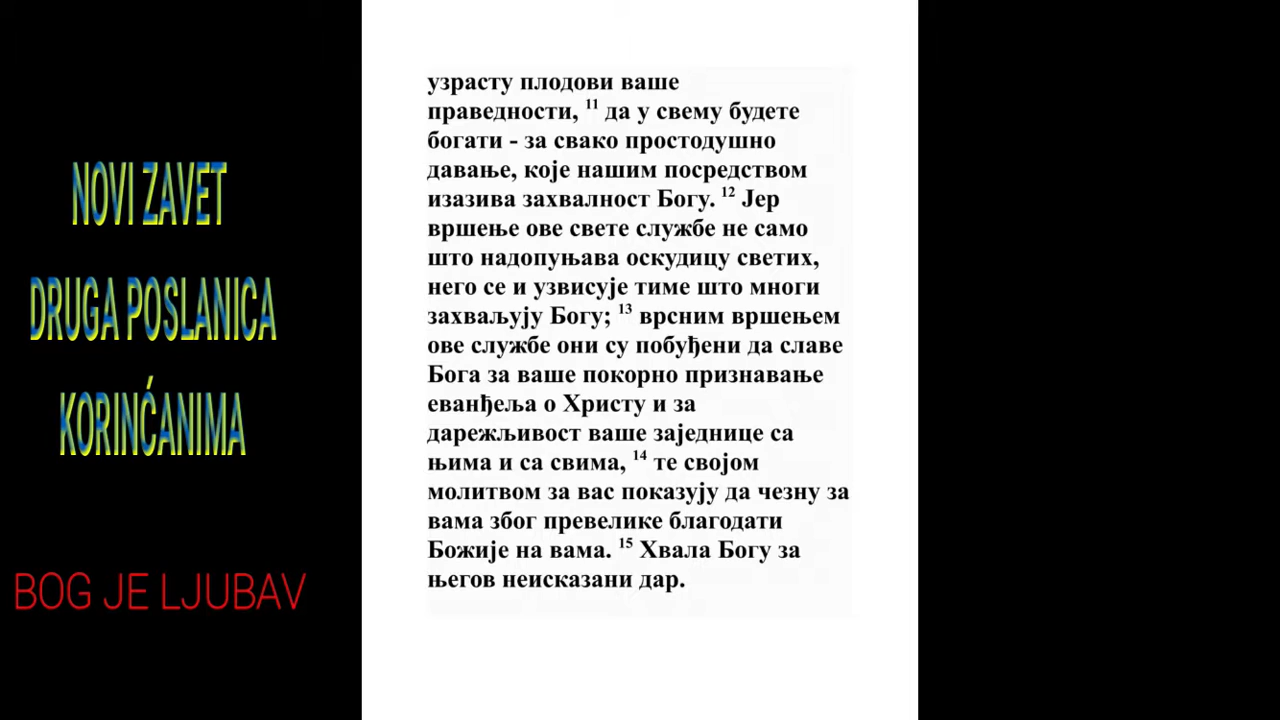 NOVI ZAVET
DRUGA POSLANICA
KORINĆANIMA
BOG JE LJUBAV
узрасту плодови ваше
праведности, 11 да у свему будете
богати - за свако простодушно
давање, које нашим посредством
изазива захвалност Богу. 12 Јер
вршење ове свете службе не само
што надопуњава оскудицу светих,
него се и узвисује тиме што многи
захваљују Богу; 13 врсним вршењем
ове службе они су побуђени да славе
Бога за ваше покорно признавање
еванђеља о Христу и за
дарежљивост ваше заједнице са
њима и са свима, 14 те својом
молитвом за вас показују да чезну за
вама због превелике благодати
Божије на вама. 15 Хвала Богу за
његов неисказани дар.